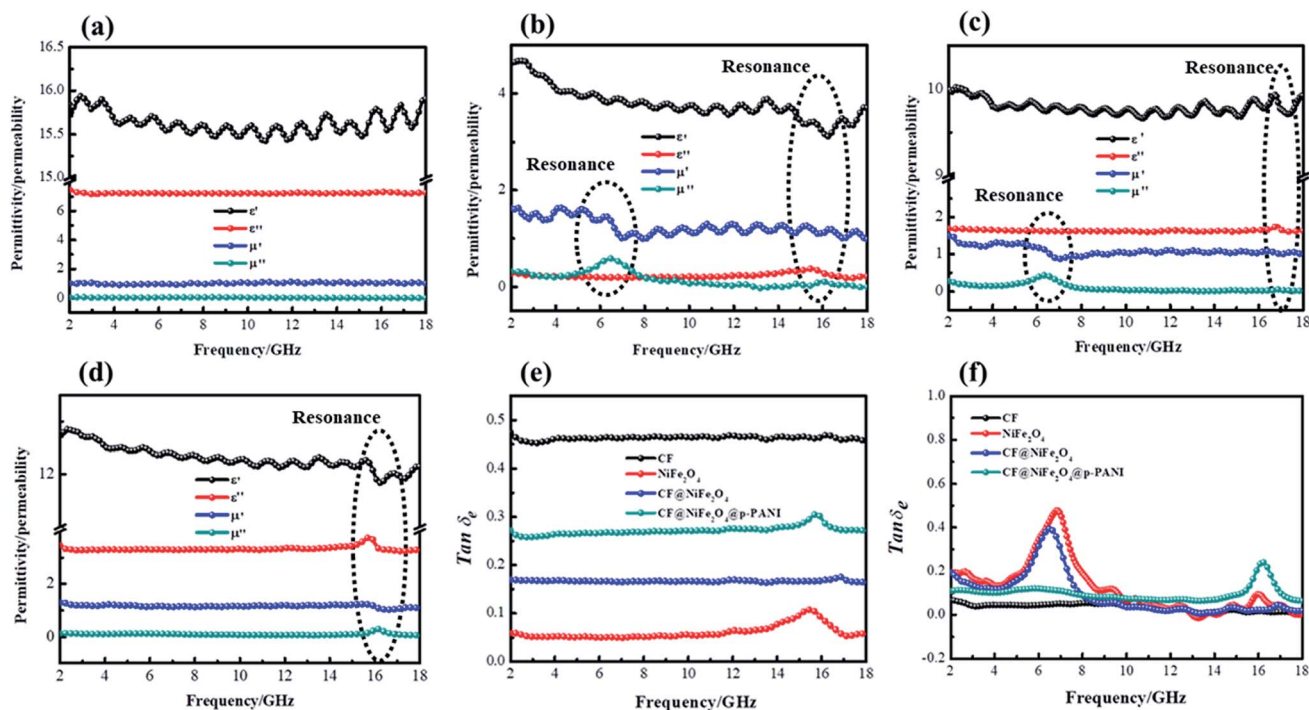 (a)
16.5
16.0
15.5
15.0
6
4
2
0
Permittivity/permeability
ε'
ε''
μ'
μ''
2 4 6 8 10 12 14 16 18
Frequency/GHz
(b)
Resonance
4
2
0
Permittivity/permeability
ε'
ε''
μ'
μ''
Resonance
2 4 6 8 10 12 14 16 18
Frequency/GHz
(c)
Resonance
10
9
2
1
0
Permittivity/permeability
ε'
ε''
μ'
μ''
Resonance
2 4 6 8 10 12 14 16 18
Frequency/GHz
(d)
Resonance
12
2
0
Permittivity/permeability
ε'
ε''
μ'
μ''
2 4 6 8 10 12 14 16 18
Frequency/GHz
(e)
0.5
0.4
0.3
0.2
0.1
0.0
Tan δe
CF
NiFe2O4
CF@NiFe2O4
CF@NiFe2O4@p-PANI
2 4 6 8 10 12 14 16 18
Frequency/GHz
(f)
1.0
0.8
0.6
0.4
0.2
0.0
-0.2
Tan δe
CF
NiFe2O4
CF@NiFe2O4
CF@NiFe2O4@p-PANI
2 4 6 8 10 12 14 16 18
Frequency/GHz